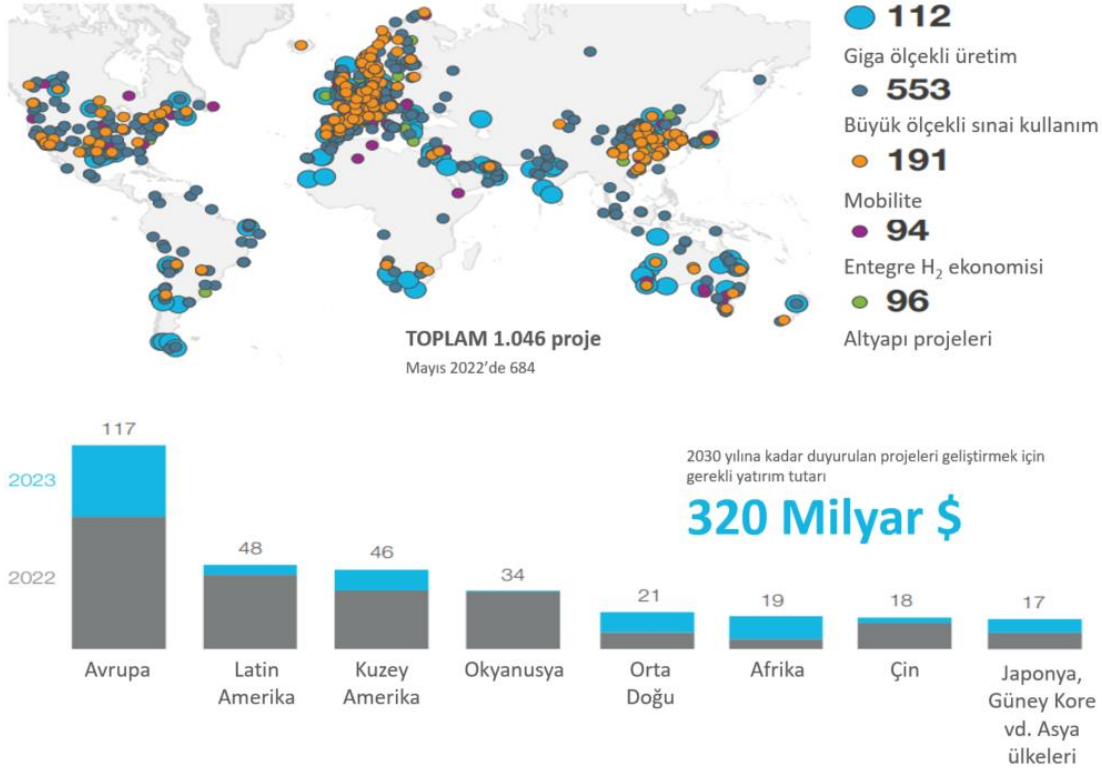 112
Giga ölçekli üretim
553
Büyük ölçekli sınai kullanım
191
Mobilite
94
Entegre H₂ ekonomisi
96
Altyapı projeleri
TOPLAM 1.046 proje
Mayıs 2022’de 684
2030 yılına kadar duyurulan projeleri geliştirmek için
gerekli yatırım tutarı
320 Milyar $
2023
2022
117
48
46
34
21
19
18
17
Avrupa
Latin
Amerika
Kuzey
Amerika
Okyanusya
Orta
Doğu
Afrika
Çin
Japonya,
Güney Kore
vd. Asya
ülkeleri